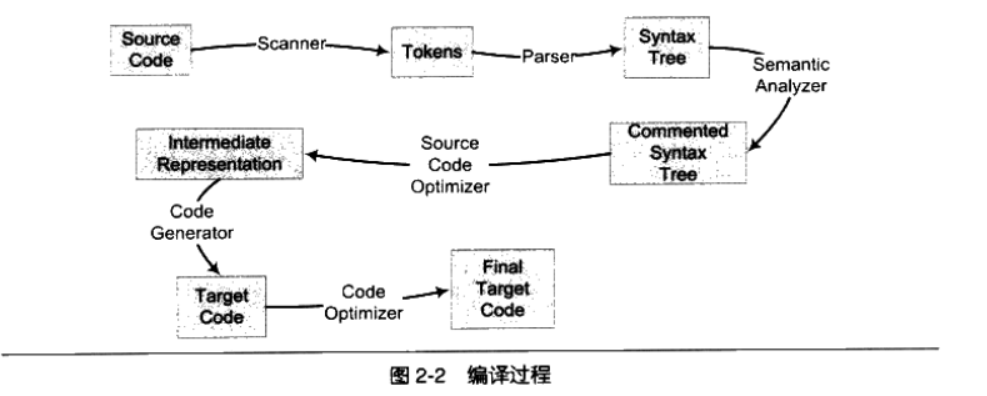 Source
Code
Scanner
Tokens
Parser
Syntax
Tree
Semantic
Analyzer
Commented
Syntax
Tree
Source
Code
Optimizer
Intermediate
Representation
Code
Generator
Target
Code
Code
Optimizer
Final
Target
Code
图 2-2 编译过程